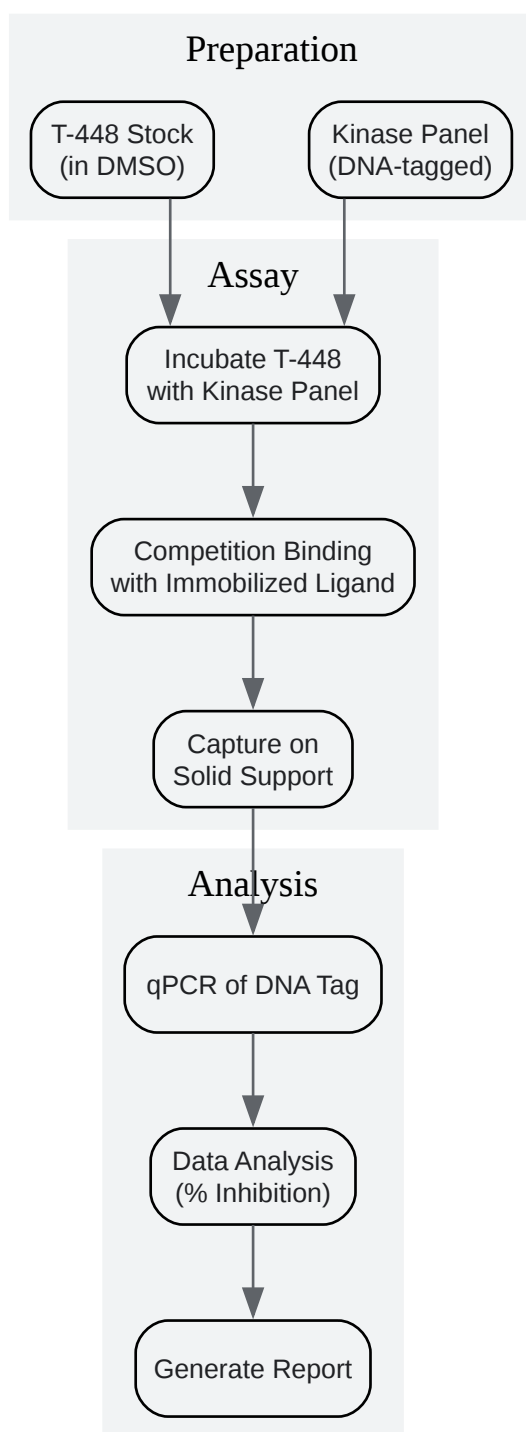 Preparation
T-448 Stock
(in DMSO)
Kinase Panel
(DNA-tagged)
Assay
Incubate T-448
with Kinase Panel
Competition Binding
with Immobilized Ligand
Capture on
Solid Support
Analysis
qPCR of DNA Tag
Data Analysis
(% Inhibition)
Generate Report